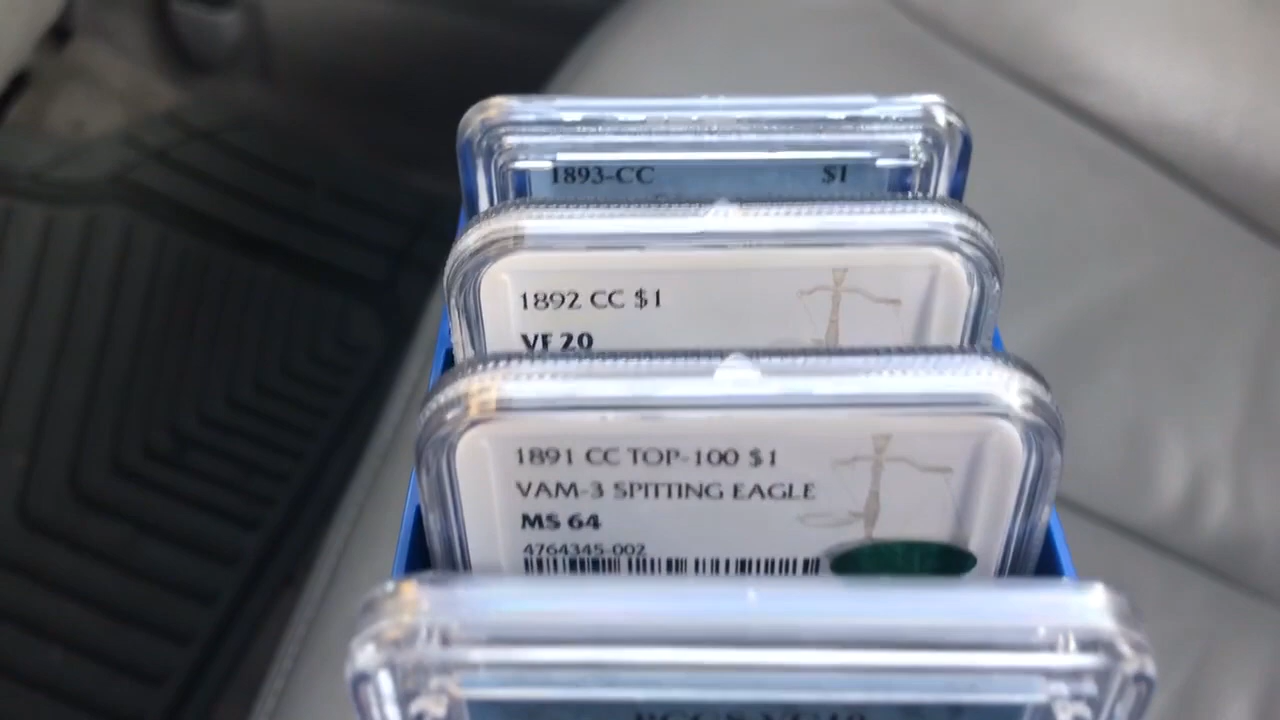 1893-CC $1
1892 CC $1
VF 20
1891 CC TOP-100 $1
VAM-3 SPITTING EAGLE
MS 64
4764345-002